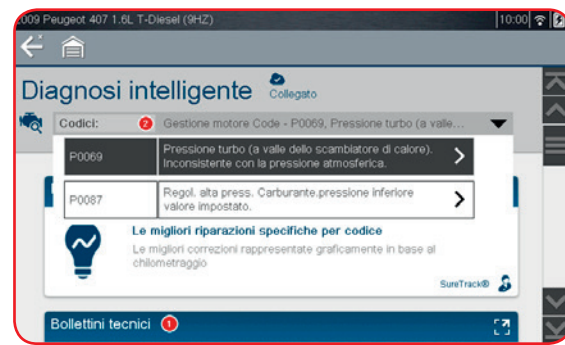 2009 Peugeot 407 1.6L T-Diesel (9HZ) 10:00
Diagnosi intelligente Collegato
Codici: 2 Gestione motore Code - P0069, Pressione turbo (a valle...
P0069 Pressione turbo (a valle dello scambiatore di calore).
Inconsistente con la pressione atmosferica.
P0087 Regol. alta press. Carburante.pressione inferiore
valore impostato.
Le migliori riparazioni specifiche per codice
Le migliori correzioni rappresentate graficamente in base al
chilometraggio
SureTrack®
Bollettini tecnici 1